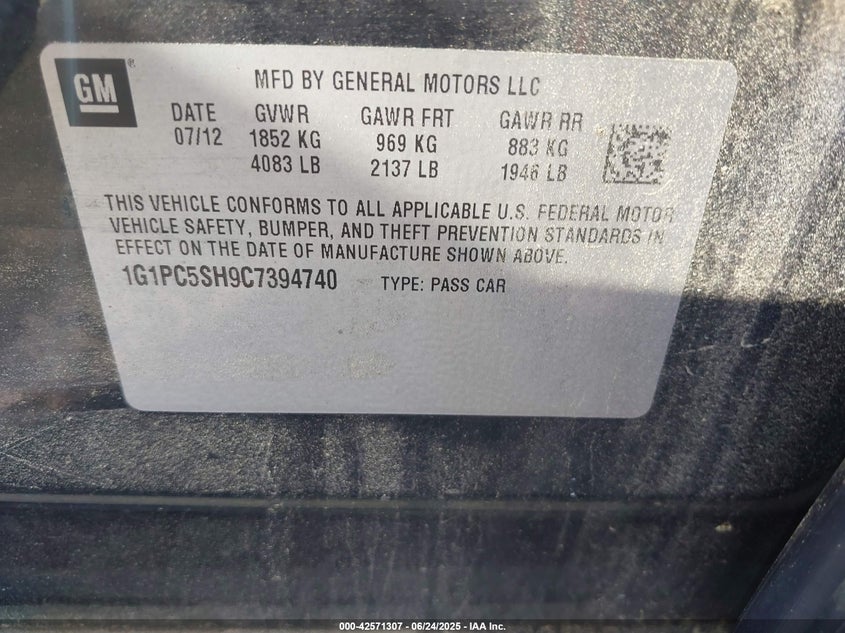 GM®
MFD BY GENERAL MOTORS LLC
DATE GVWR GAWR FRT GAWR RR
07/12 1852 KG 969 KG 883 KG
4083 LB 2137 LB 1946 LB
THIS VEHICLE CONFORMS TO ALL APPLICABLE U.S. FEDERAL MOTOR
VEHICLE SAFETY, BUMPER, AND THEFT PREVENTION STANDARDS IN
EFFECT ON THE DATE OF MANUFACTURE SHOWN ABOVE.
1G1PC5SH9C7394740 TYPE: PASS CAR
000-42571307 - 06/24/2025 - IAA Inc.